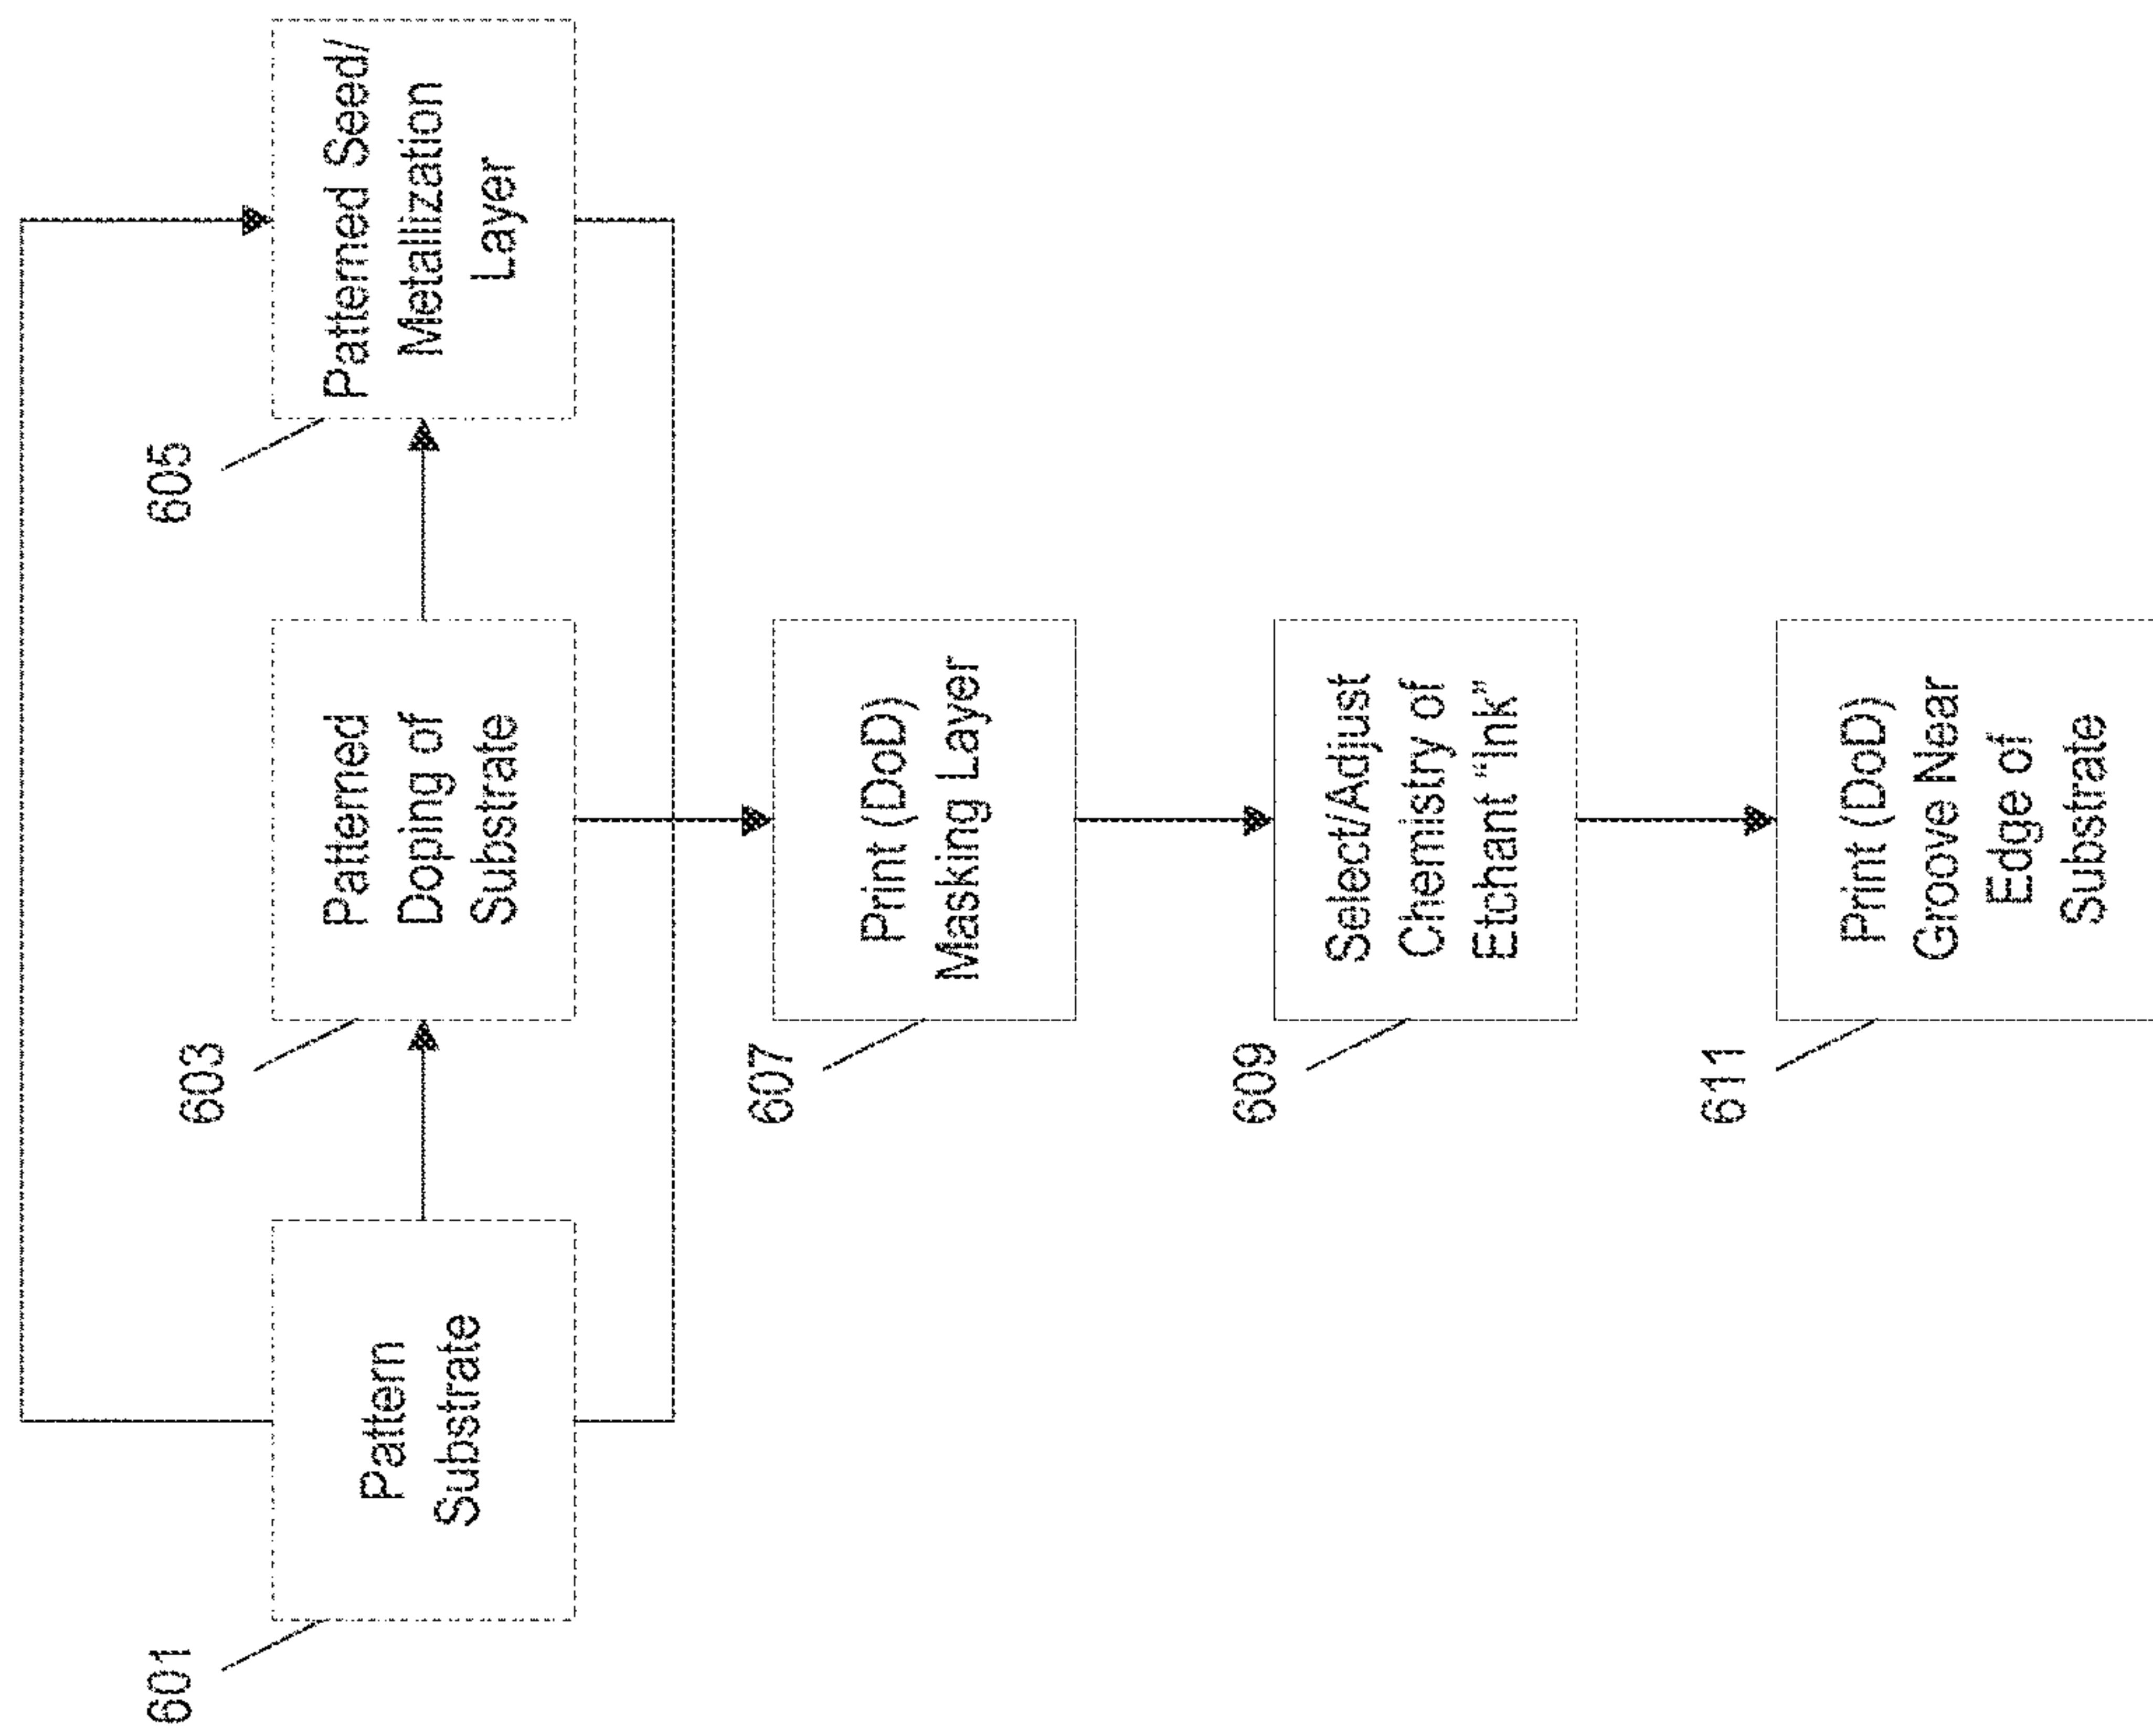 601
Pattern
Substrate
603
Patterned
Doping of
Substrate
605
Patterned Seed/
Metallization
Layer
607
Print (DoD)
Masking Layer
609
Select/Adjust
Chemistry of
Etchant “Ink”
611
Print (DoD)
Groove Near
Edge of
Substrate